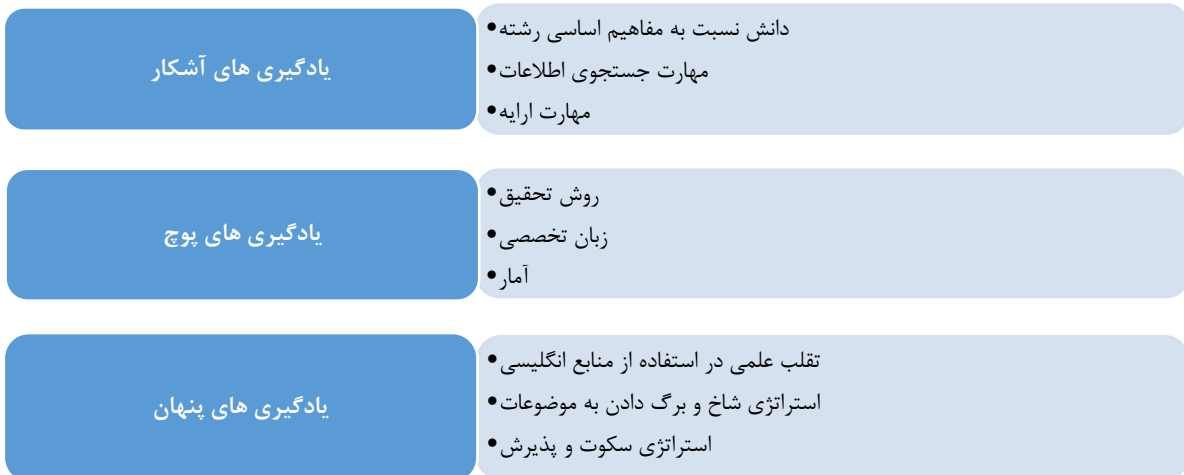 یادگیری های آشکار
•دانش نسبت به مفاهیم اساسی رشته
•مهارت جستجوی اطلاعات
•مهارت ارایه
یادگیری های پوچ
•روش تحقیق
•زبان تخصصی
•آمار
یادگیری های پنهان
•تقلب علمی در استفاده از منابع انگلیسی
•استراتژی شاخ و برگ دادن به موضوعات
•استراتژی سکوت و پذیرش